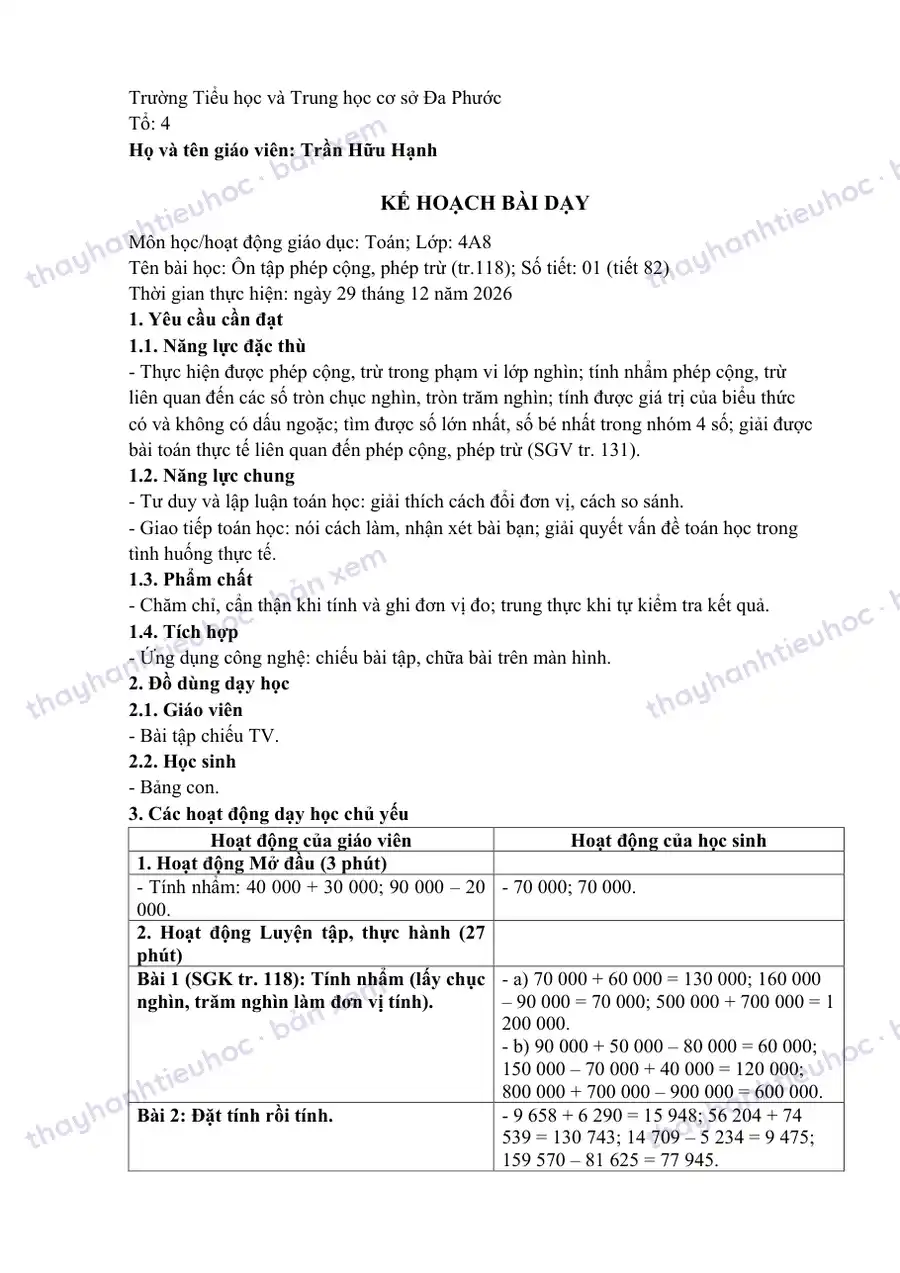 Trường Tiểu học và Trung học cơ sở Đa Phước
Tổ: 4
Họ và tên giáo viên: Trần Hữu Hạnh
KẾ HOẠCH BÀI DẠY
Môn học/hoạt động giáo dục: Toán; Lớp: 4A8
Tên bài học: Ôn tập phép cộng, phép trừ (tr.118); Số tiết: 01 (tiết 82)
Thời gian thực hiện: ngày 29 tháng 12 năm 2026
1. Yêu cầu cần đạt
1.1. Năng lực đặc thù
- Thực hiện được phép cộng, trừ trong phạm vi lớp nghìn; tính nhẩm phép cộng, trừ
liên quan đến các số tròn chục nghìn, tròn trăm nghìn; tính được giá trị của biểu thức
có và không có dấu ngoặc; tìm được số lớn nhất, số bé nhất trong nhóm 4 số; giải được
bài toán thực tế liên quan đến phép cộng, phép trừ (SGV tr. 131).
1.2. Năng lực chung
- Tư duy và lập luận toán học: giải thích cách đổi đơn vị, cách so sánh.
- Giao tiếp toán học: nói cách làm, nhận xét bài bạn; giải quyết vấn đề toán học trong
tình huống thực tế.
1.3. Phẩm chất
- Chăm chỉ, cẩn thận khi tính và ghi đơn vị đo; trung thực khi tự kiểm tra kết quả.
1.4. Tích hợp
- Ứng dụng công nghệ: chiếu bài tập, chữa bài trên màn hình.
2. Đồ dùng dạy học
2.1. Giáo viên
- Bài tập chiếu TV.
2.2. Học sinh
- Bảng con.
3. Các hoạt động dạy học chủ yếu
Hoạt động của giáo viên
Hoạt động của học sinh
1. Hoạt động Mở đầu (3 phút)
- Tính nhẩm: 40 000 + 30 000; 90 000 – 20
000.
- 70 000; 70 000.
2. Hoạt động Luyện tập, thực hành (27
phút)
Bài 1 (SGK tr. 118): Tính nhẩm (lấy chục
nghìn, trăm nghìn làm đơn vị tính).
- a) 70 000 + 60 000 = 130 000; 160 000
– 90 000 = 70 000; 500 000 + 700 000 = 1
200 000.
- b) 90 000 + 50 000 – 80 000 = 60 000;
150 000 – 70 000 + 40 000 = 120 000;
800 000 + 700 000 – 900 000 = 600 000.
Bài 2: Đặt tính rồi tính.
- 9 658 + 6 290 = 15 948; 56 204 + 74
539 = 130 743; 14 709 – 5 234 = 9 475;
159 570 – 81 625 = 77 945.
thayhanhtieuhoc · bản xem
thayhanhtieuhoc · b
thayhanhtieuhoc · bản xem
thayhanhtieuhoc · b
thayhanhtieuhoc · bản xem
thayhanhtieuhoc · b